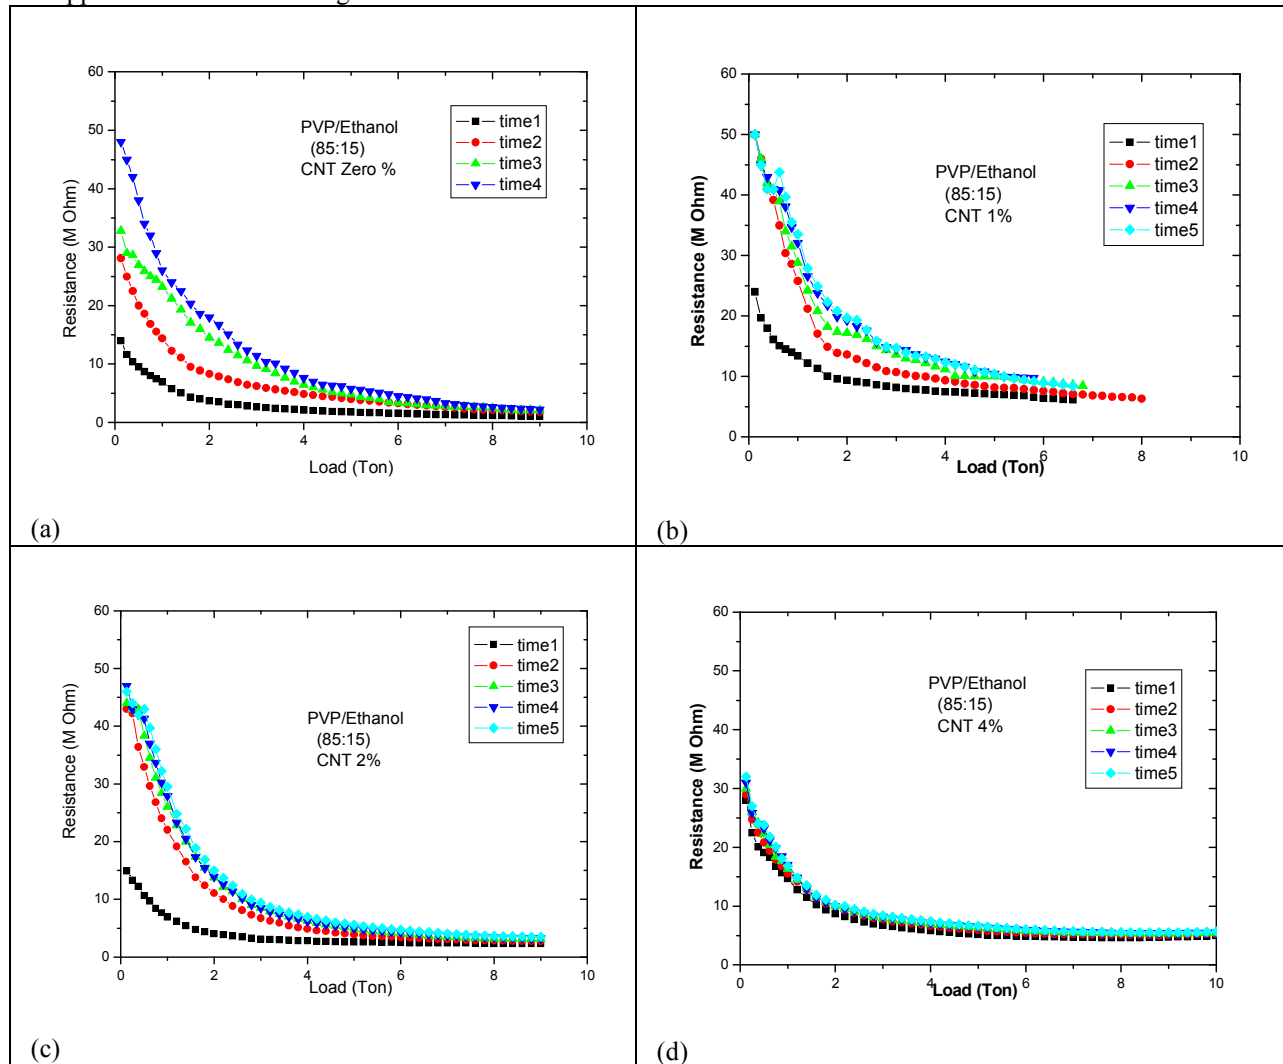 60
50
40
30
20
10
0
0 2 4 6 8 10
Resistance (M Ohm)
Load (Ton)
PVP/Ethanol
(85:15)
CNT Zero %
time1
time2
time3
time4
(a)
60
50
40
30
20
10
0
0 2 4 6 8 10
Resistance (M Ohm)
Load (Ton)
PVP/Ethanol
(85:15)
CNT 1%
time1
time2
time3
time4
time5
(b)
60
50
40
30
20
10
0
0 2 4 6 8 10
Resistance (M Ohm)
Load (Ton)
PVP/Ethanol
(85:15)
CNT 2%
time1
time2
time3
time4
time5
(c)
60
50
40
30
20
10
0
0 2 4 6 8 10
Resistance (M Ohm)
Load (Ton)
PVP/Ethanol
(85:15)
CNT 4%
time1
time2
time3
time4
time5
(d)